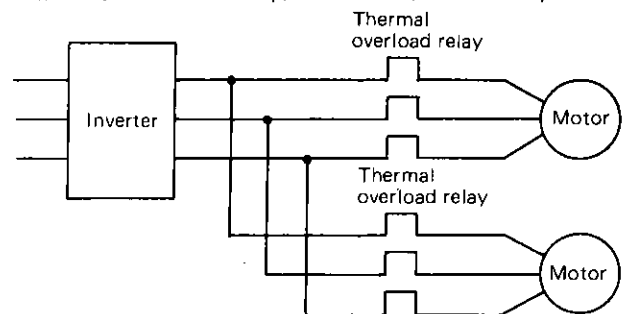 Thermal
overload relay
Inverter
Motor
Thermal
overload relay
Motor